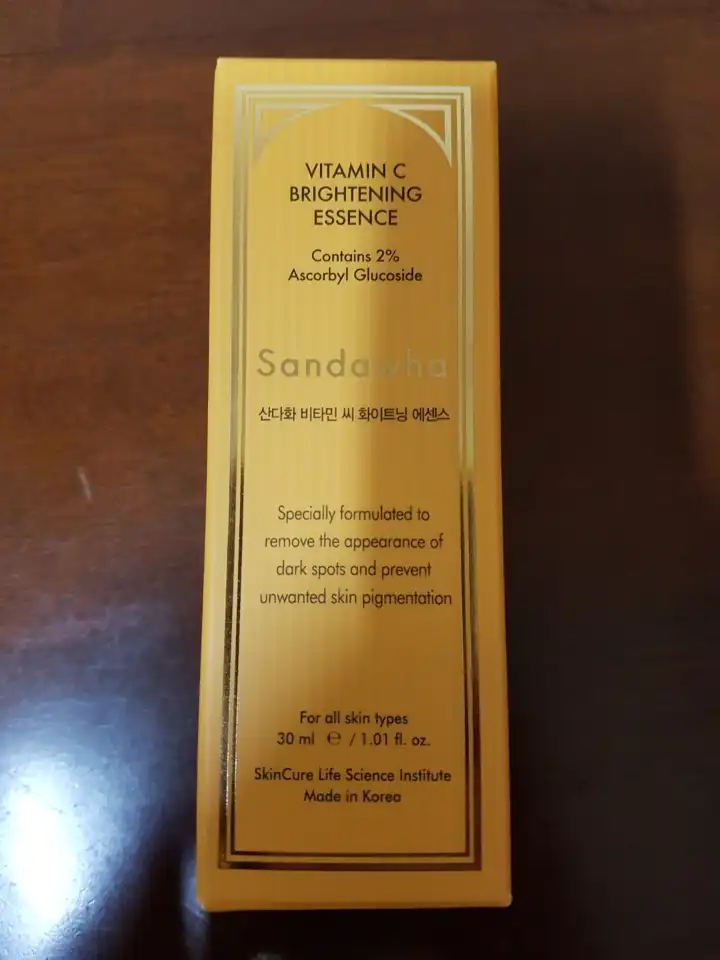 VITAMIN C
BRIGHTENING
ESSENCE
Contains 2%
Ascorbyl Glucoside
Sandawha
산다화 비타민 씨 화이트닝 에센스
Specially formulated to
remove the appearance of
dark spots and prevent
unwanted skin pigmentation
For all skin types
30 ml ℮ / 1.01 fl. oz.
SkinCure Life Science Institute
Made in Korea